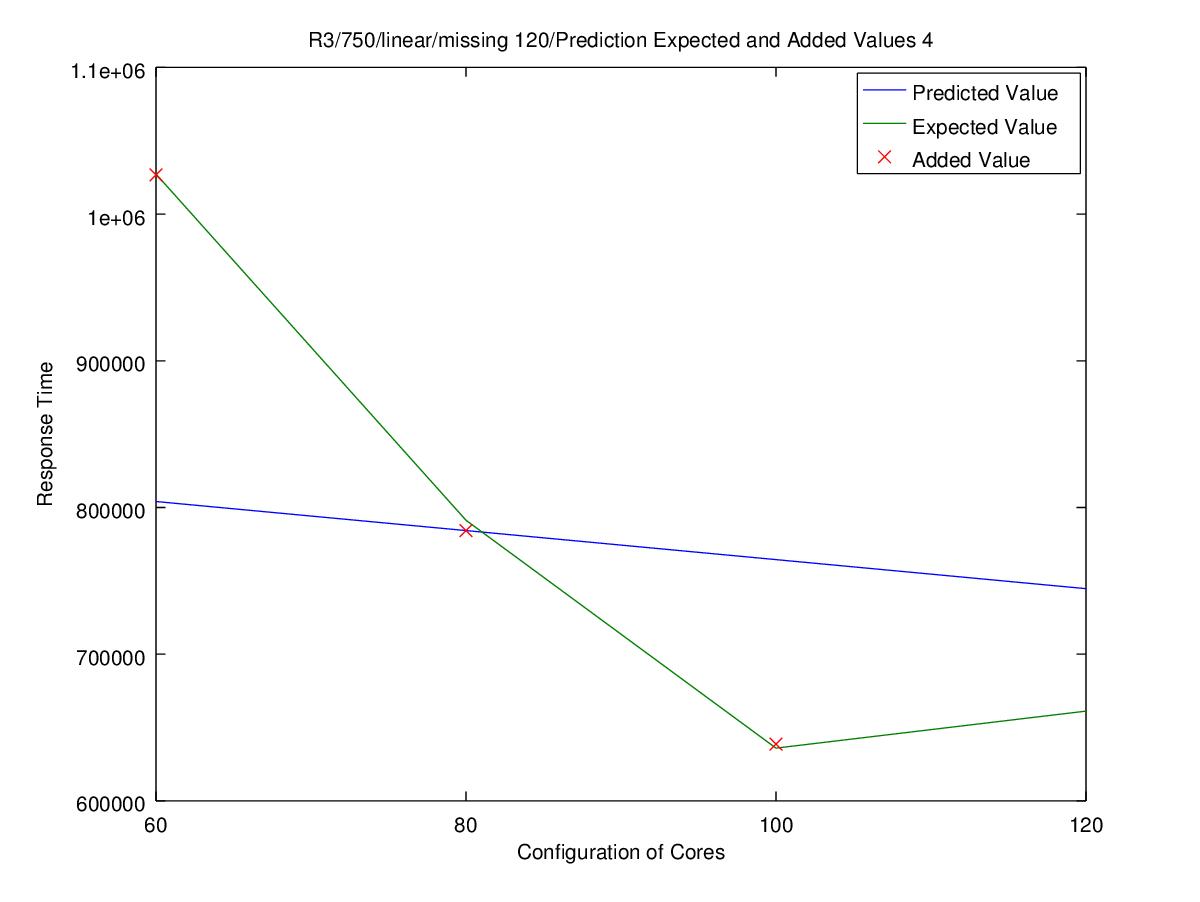 R3/750/linear/missing 120/Prediction Expected and Added Values 4
1.1e+06
1e+06
900000
800000
700000
600000
60
80
100
120
Response Time
Configuration of Cores
Predicted Value
Expected Value
Added Value